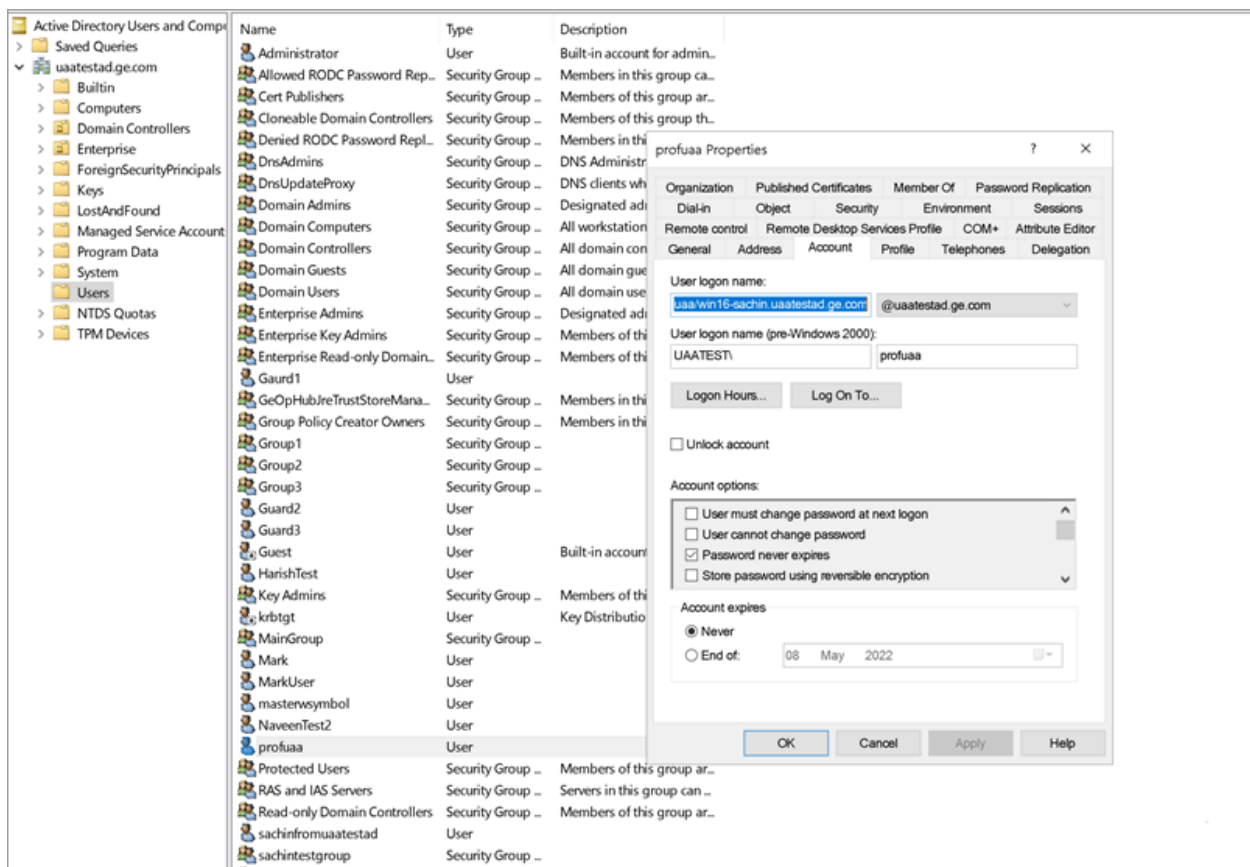 Active Directory Users and Compu
Saved Queries
uaatestad.ge.com
Builtin
Computers
Domain Controllers
Enterprise
ForeignSecurityPrincipals
Keys
LostAndFound
Managed Service Account
Program Data
System
Users
NTDS Quotas
TPM Devices
Name Type Description
Administrator User Built-in account for admin...
Allowed RODC Password Rep... Security Group ... Members in this group ca...
Cert Publishers Security Group ... Members of this group ar...
Cloneable Domain Controllers Security Group ... Members of this group th...
Denied RODC Password Repl... Security Group ... Members in thi
DnsAdmins Security Group ... DNS Administr
DnsUpdateProxy Security Group ... DNS clients wh
Domain Admins Security Group ... Designated adr
Domain Computers Security Group ... All workstation
Domain Controllers Security Group ... All domain con
Domain Guests Security Group ... All domain gue
Domain Users Security Group ... All domain use
Enterprise Admins Security Group ... Designated adr
Enterprise Key Admins Security Group ... Members of thi
Enterprise Read-only Domain... Security Group ... Members of thi
Gaurd1 User
GeOpHubJreTrustStoreMana... Security Group ... Members in thi
Group Policy Creator Owners Security Group ... Members in thi
Group1 Security Group ...
Group2 Security Group ...
Group3 Security Group ...
Guard2 User
Guard3 User
Guest User Built-in account
HarishTest User
Key Admins Security Group ... Members of thi
krbtgt User Key Distributio
MainGroup Security Group ...
Mark User
MarkUser User
masterwsymbol User
NaveenTest2 User
profuaa User
Protected Users Security Group ... Members of this group ar...
RAS and IAS Servers Security Group ... Servers in this group can ...
Read-only Domain Controllers Security Group ... Members of this group ar...
sachinfromuaatestad User
sachintestgroup Security Group ...
profuaa Properties ? ×
Organization Published Certificates Member Of Password Replication
Dial-in Object Security Environment Sessions
Remote control Remote Desktop Services Profile COM+ Attribute Editor
General Address Account Profile Telephones Delegation
User logon name:
uaa/win16-sachin.uaatestad.ge.com @uaatestad.ge.com
User logon name (pre-Windows 2000):
UAATEST\ profuaa
Logon Hours... Log On To...
Unlock account
Account options:
User must change password at next logon
User cannot change password
Password never expires
Store password using reversible encryption
Account expires
Never
End of: 08 May 2022
OK Cancel Apply Help